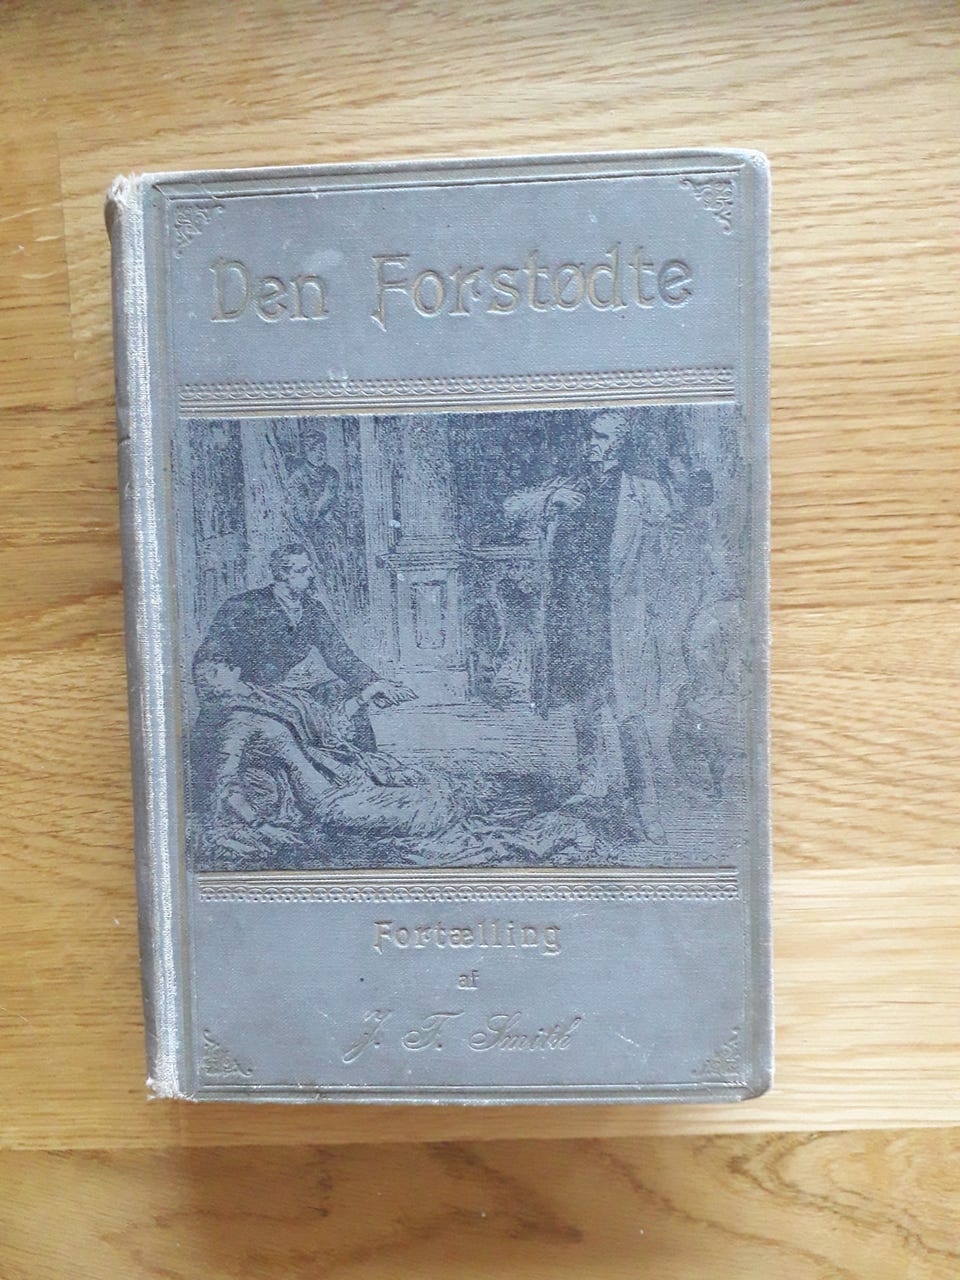 Den Forstødte
Fortælling
af
J. F. Smith